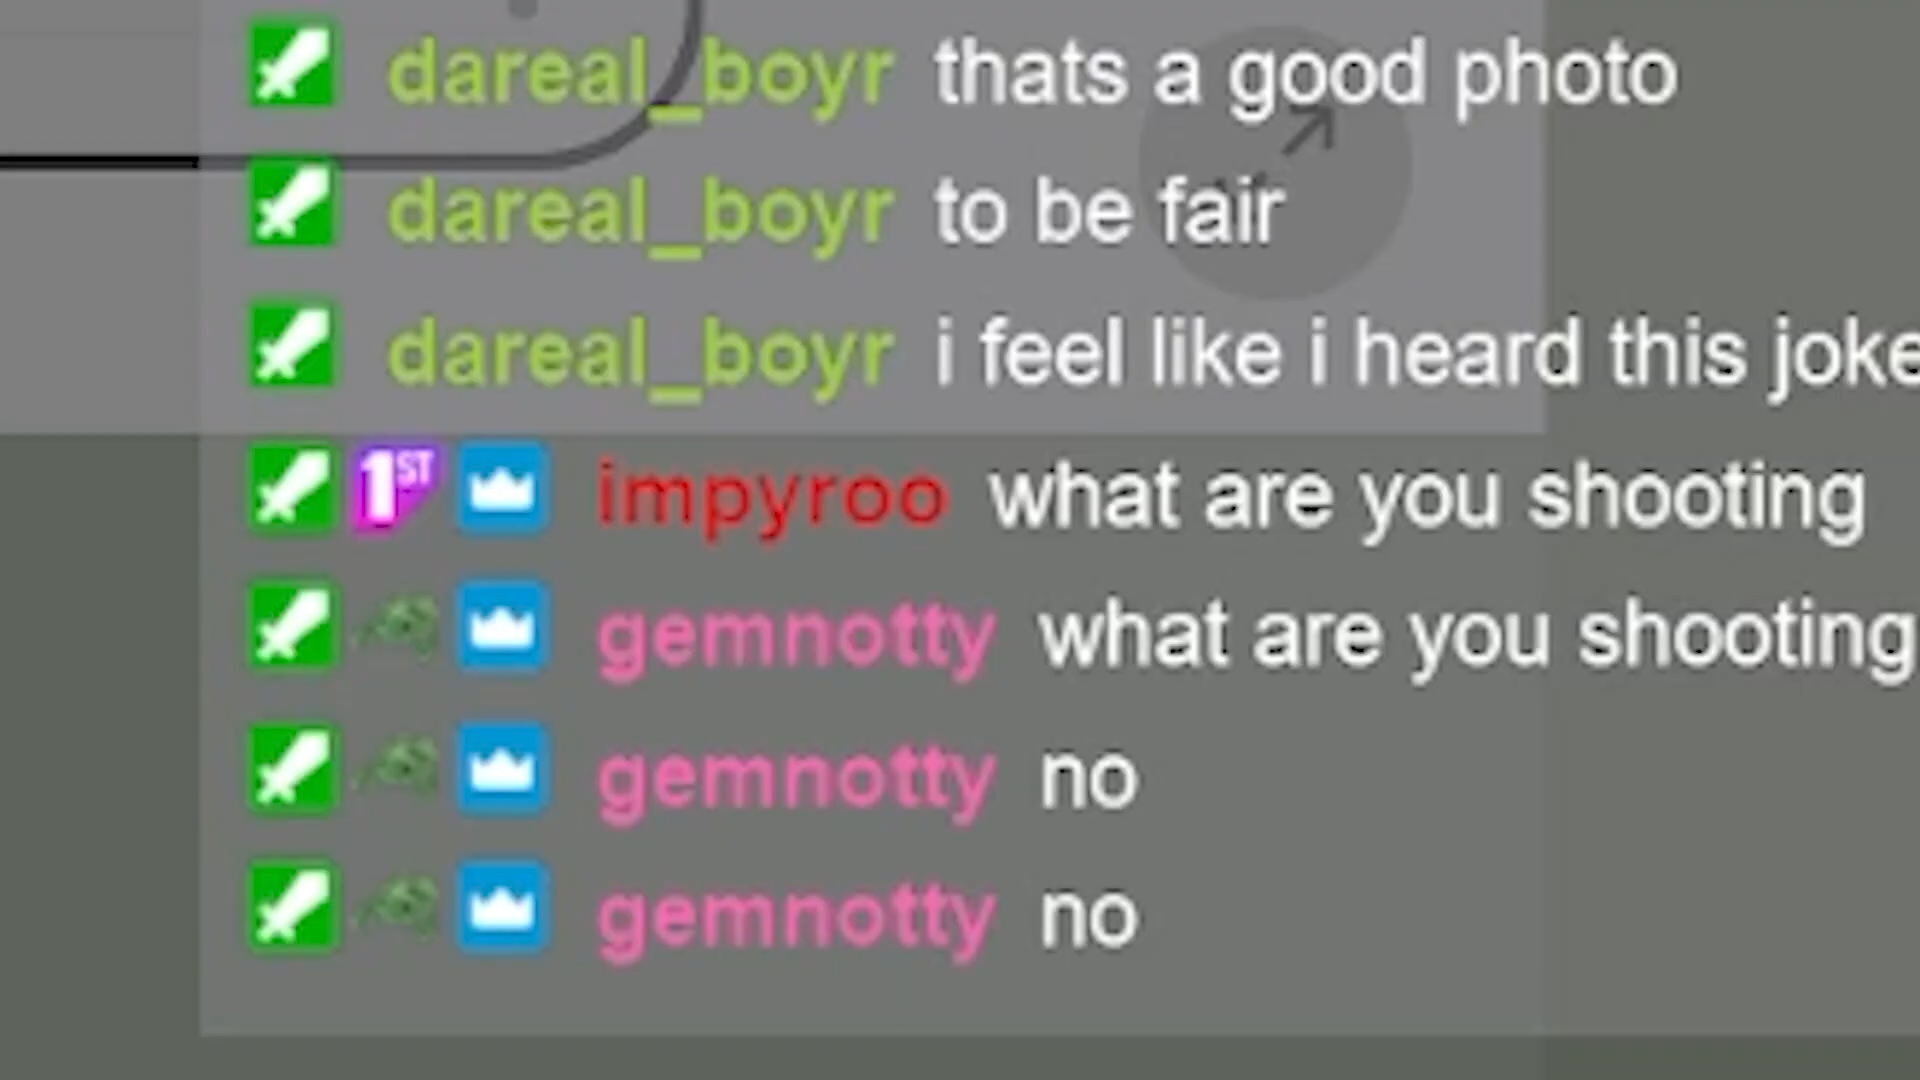 dareal_boyr thats a good photo
dareal_boyr to be fair
dareal_boyr i feel like i heard this joke
1ST impyroo what are you shooting
gemnotty what are you shooting
gemnotty no
gemnotty no